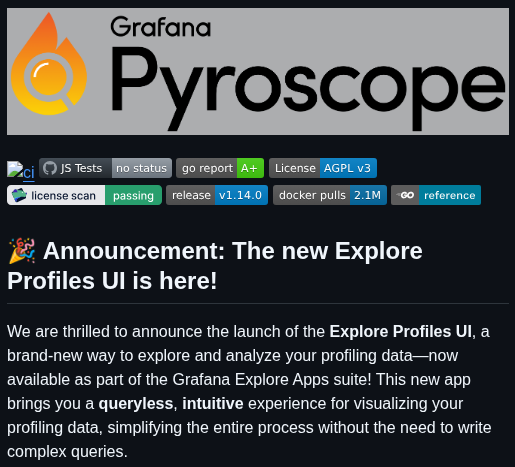 Grafana
Pyroscope
ci JS Tests no status go report A+ License AGPL v3
license scan passing release v1.14.0 docker pulls 2.1M GO reference
🎉 Announcement: The new Explore
Profiles UI is here!
We are thrilled to announce the launch of the Explore Profiles UI, a
brand-new way to explore and analyze your profiling data—now
available as part of the Grafana Explore Apps suite! This new app
brings you a queryless, intuitive experience for visualizing your
profiling data, simplifying the entire process without the need to write
complex queries.